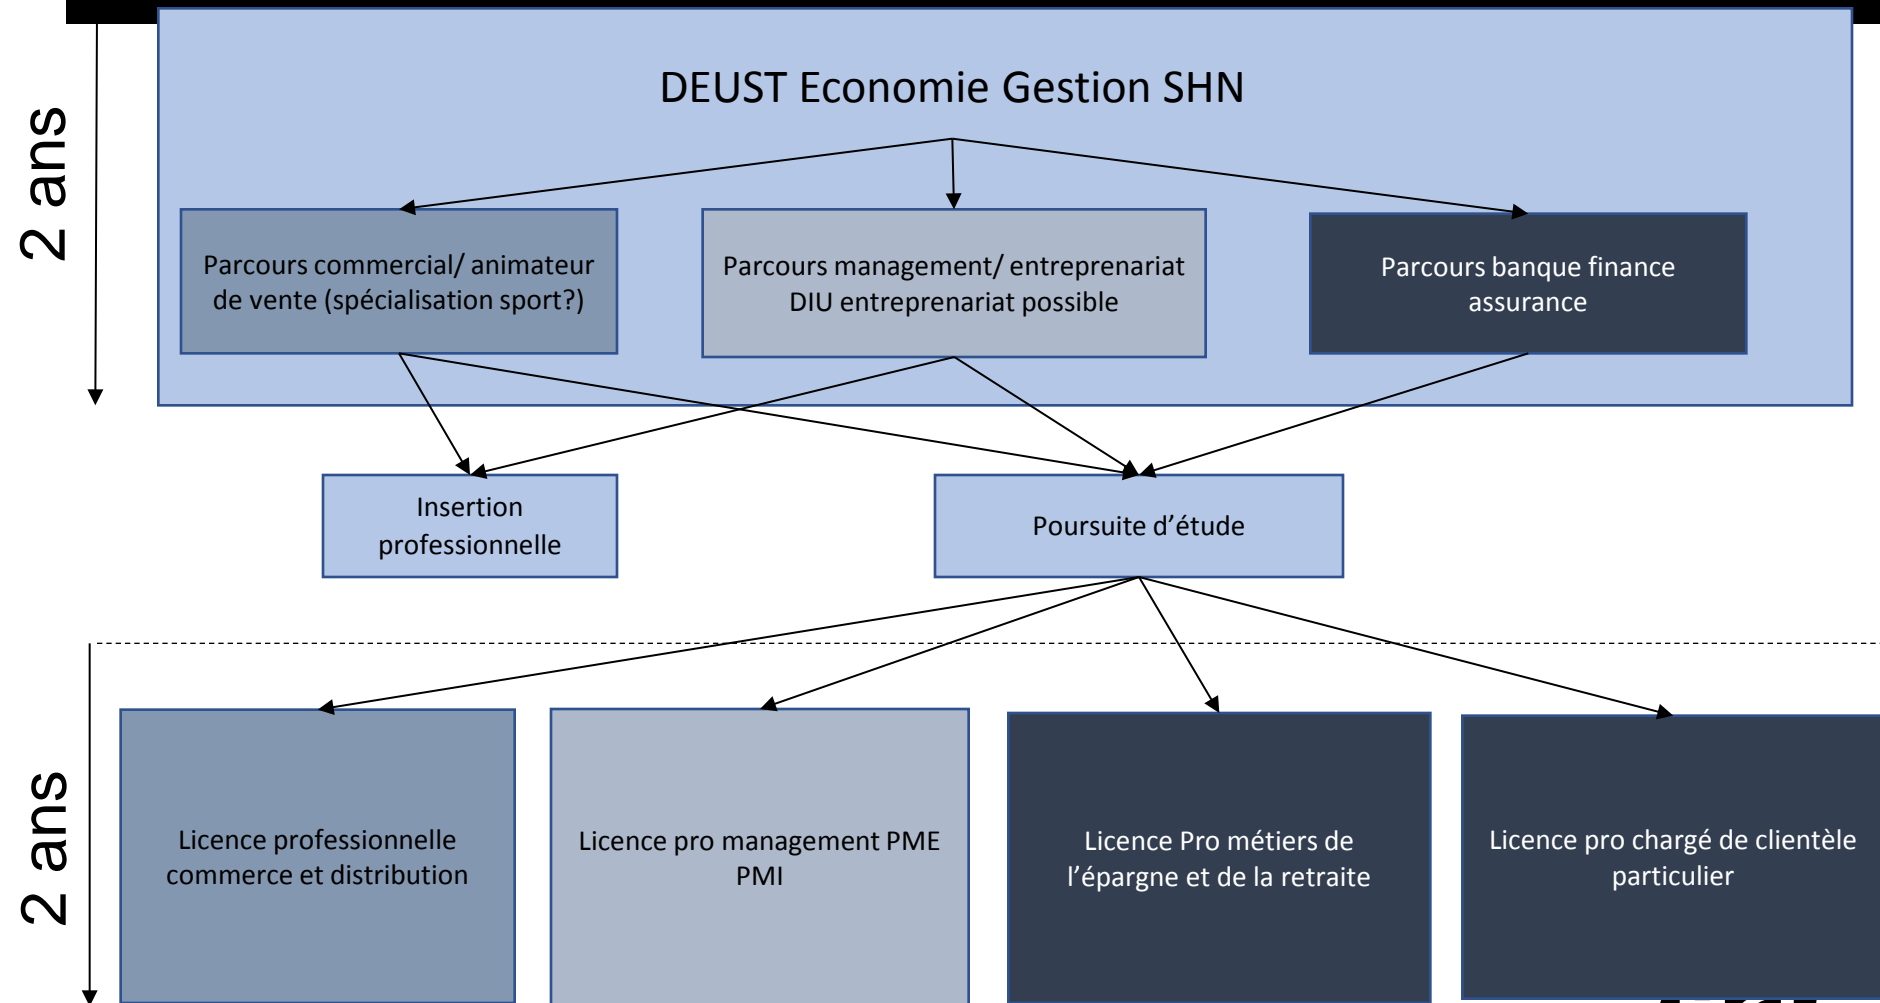 DEUST Economie Gestion SHN
2 ans
Parcours commercial/ animateur
de vente (spécialisation sport?)
Parcours management/ entreprenariat
DIU entreprenariat possible
Parcours banque finance
assurance
Insertion
professionnelle
Poursuite d’étude
2 ans
Licence professionnelle
commerce et distribution
Licence pro management PME
PMI
Licence Pro métiers de
l’épargne et de la retraite
Licence pro chargé de clientèle
particulier